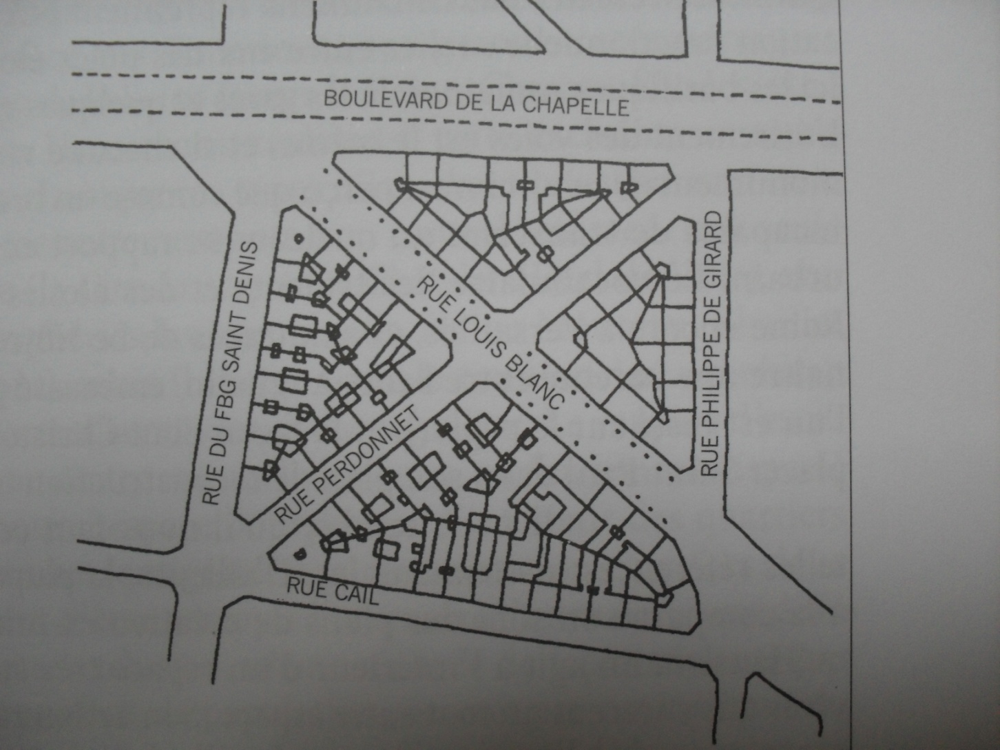 BOULEVARD DE LA CHAPELLE
RUE DU FBG SAINT DENIS
RUE LOUIS BLANC
RUE PHILIPPE DE GIRARD
RUE PERDONNET
RUE CAIL